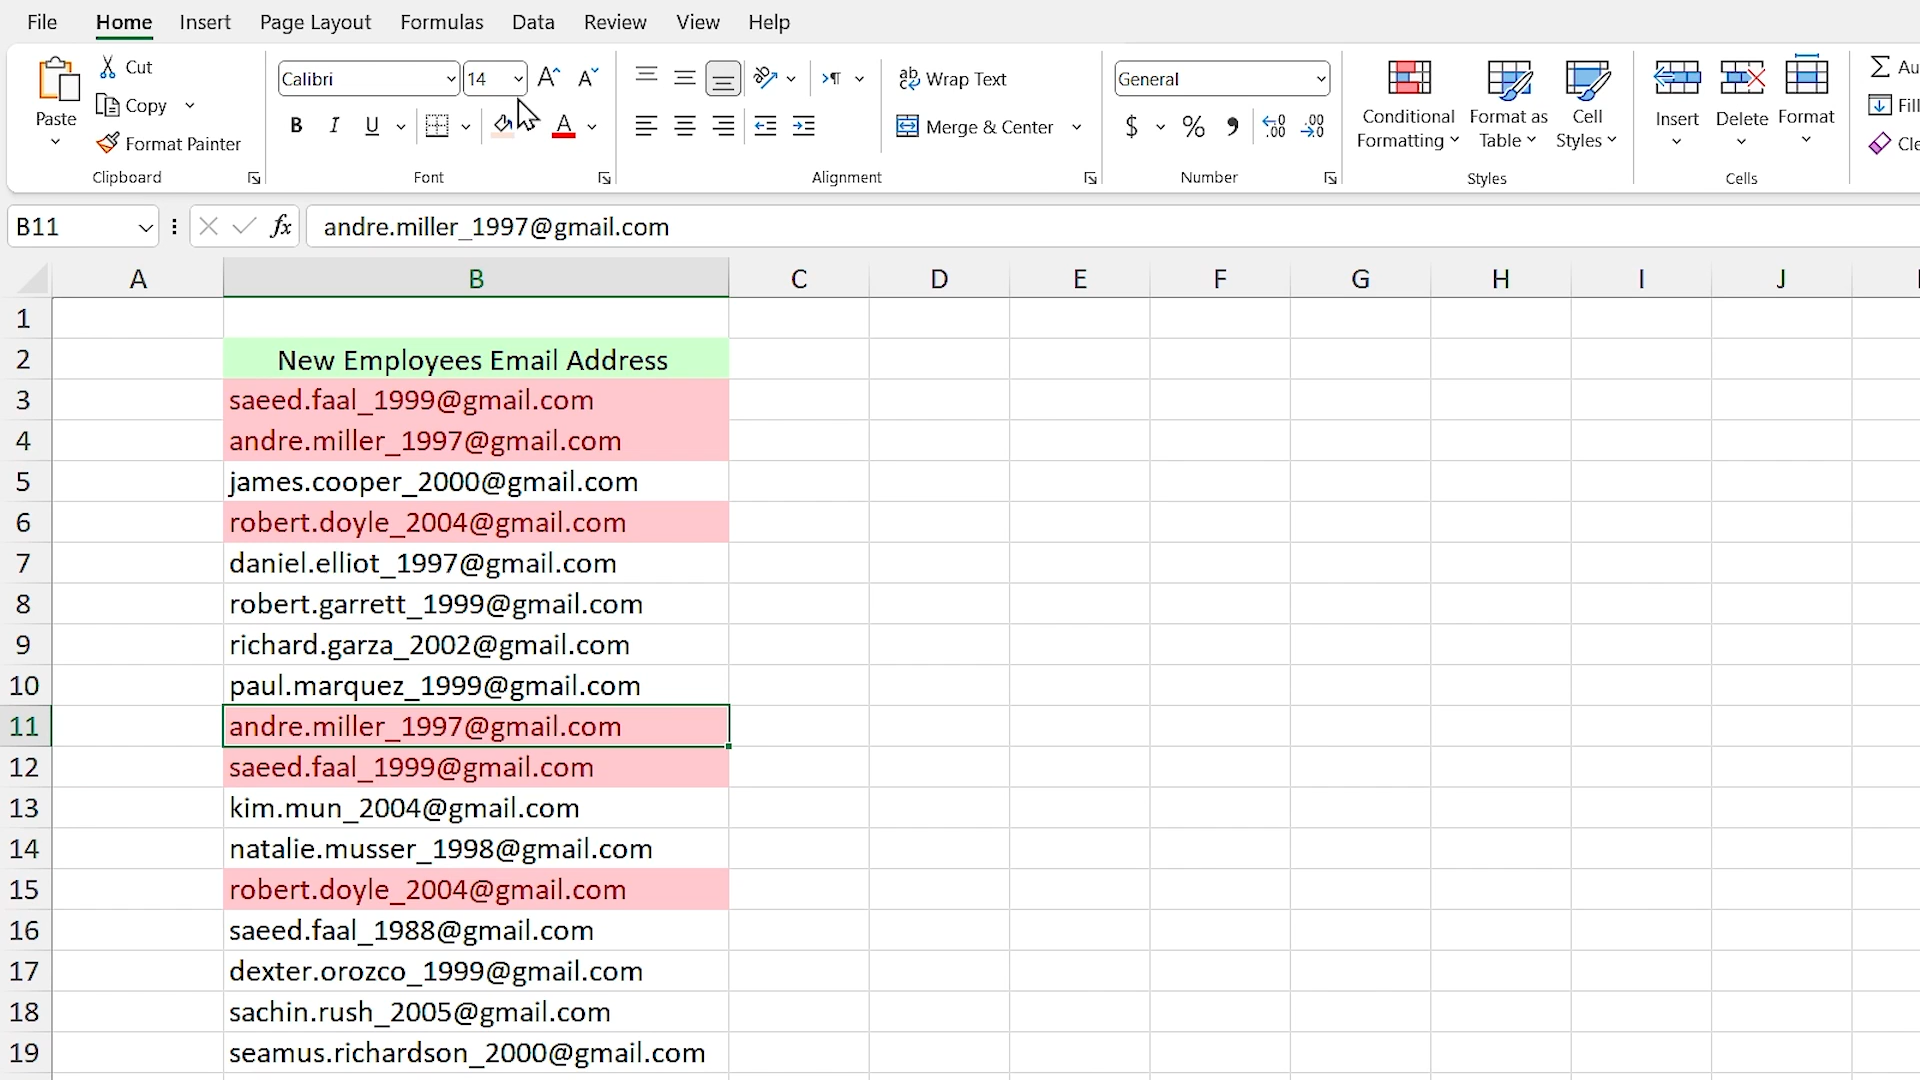 File Home Insert Page Layout Formulas Data Review View Help
Paste Cut Copy Format Painter Clipboard
Calibri 14 B I U A Font
Wrap Text Merge & Center Alignment
General $ % Number
Conditional Formatting Format as Table Cell Styles Styles
Insert Delete Format Cells
B11 fx andre.miller_1997@gmail.com
A B C D E F G H I J
1
2 New Employees Email Address
3 saeed.faal_1999@gmail.com
4 andre.miller_1997@gmail.com
5 james.cooper_2000@gmail.com
6 robert.doyle_2004@gmail.com
7 daniel.elliot_1997@gmail.com
8 robert.garrett_1999@gmail.com
9 richard.garza_2002@gmail.com
10 paul.marquez_1999@gmail.com
11 andre.miller_1997@gmail.com
12 saeed.faal_1999@gmail.com
13 kim.mun_2004@gmail.com
14 natalie.musser_1998@gmail.com
15 robert.doyle_2004@gmail.com
16 saeed.faal_1988@gmail.com
17 dexter.orozco_1999@gmail.com
18 sachin.rush_2005@gmail.com
19 seamus.richardson_2000@gmail.com